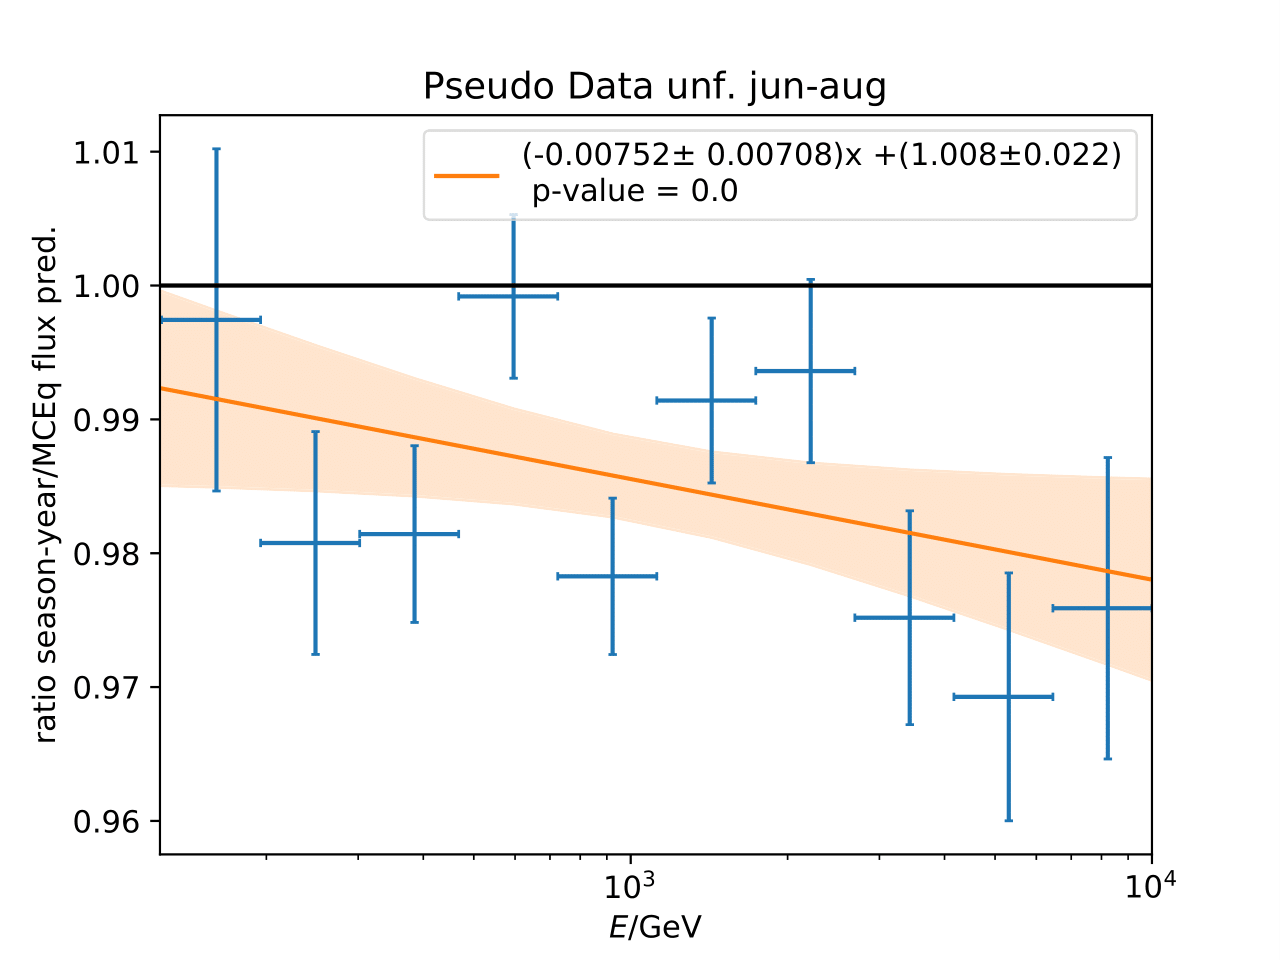 Pseudo Data unf. jun-aug
(-0.00752± 0.00708)x +(1.008±0.022)
p-value = 0.0
ratio season-year/MCEq flux pred.
1.01
1.00
0.99
0.98
0.97
0.96
10³
10⁴
E/GeV